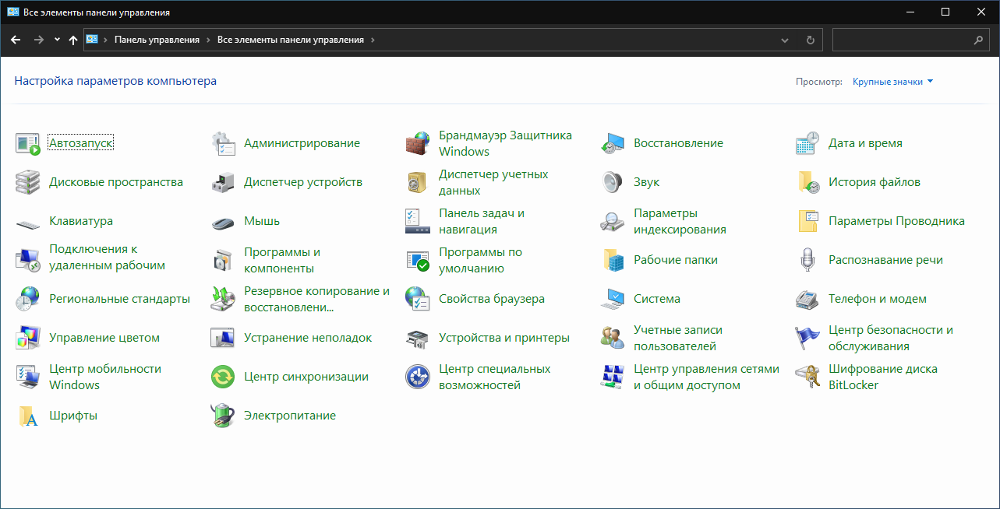 Все элементы панели управления
Панель управления
Все элементы панели управления
Настройка параметров компьютера
Просмотр:
Крупные значки
Автозапуск
Администрирование
Брандмауэр Защитника
Windows
Восстановление
Дата и время
Дисковые пространства
Диспетчер устройств
Диспетчер учетных
данных
Звук
История файлов
Клавиатура
Мышь
Панель задач и
навигация
Параметры
индексирования
Параметры Проводника
Подключения к
удаленным рабочим
Программы и
компоненты
Программы по
умолчанию
Рабочие папки
Распознавание речи
Региональные стандарты
Резервное копирование и
восстановлени...
Свойства браузера
Система
Телефон и модем
Управление цветом
Устранение неполадок
Устройства и принтеры
Учетные записи
пользователей
Центр безопасности и
обслуживания
Центр мобильности
Windows
Центр синхронизации
Центр специальных
возможностей
Центр управления сетями
и общим доступом
Шифрование диска
BitLocker
Шрифты
Электропитание